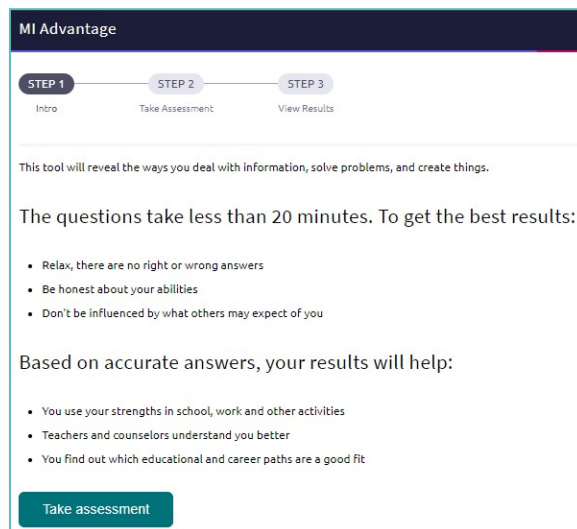 MI Advantage
STEP 1 STEP 2 STEP 3
Intro Take Assessment View Results
This tool will reveal the ways you deal with information, solve problems, and create things.
The questions take less than 20 minutes. To get the best results:
• Relax, there are no right or wrong answers
• Be honest about your abilities
• Don't be influenced by what others may expect of you
Based on accurate answers, your results will help:
• You use your strengths in school, work and other activities
• Teachers and counselors understand you better
• You find out which educational and career paths are a good fit
Take assessment